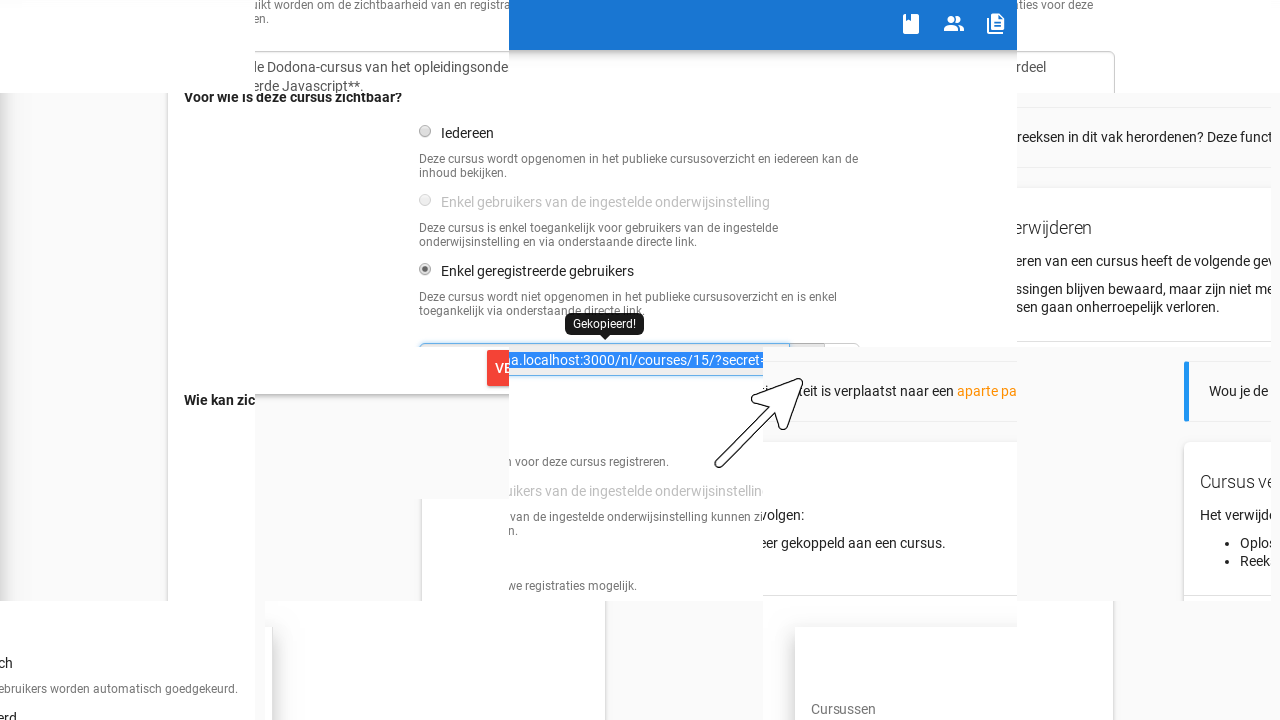 uikt worden om de zichtbaarheid van en registra
en.
aties voor deze
de Dodona-cursus van het opleidingsonde
erde Javascript**.
rdeel
Voor wie is deze cursus zichtbaar?
Iedereen
Deze cursus wordt opgenomen in het publieke cursusoverzicht en iedereen kan de
inhoud bekijken.
Enkel gebruikers van de ingestelde onderwijsinstelling
Deze cursus is enkel toegankelijk voor gebruikers van de ingestelde
onderwijsinstelling en via onderstaande directe link.
Enkel geregistreerde gebruikers
Deze cursus wordt niet opgenomen in het publieke cursusoverzicht en is enkel
toegankelijk via onderstaande directe link
Gekopieerd!
VE
a.localhost:3000/nl/courses/15/?secret=
Wie kan zic
reeksen in dit vak herordenen? Deze funct
erwijderen
eren van een cursus heeft de volgende gev
ssingen blijven bewaard, maar zijn niet me
sen gaan onherroepelijk verloren.
teit is verplaatst naar een aparte pa
Wou je de
n voor deze cursus registreren.
uikers van de ingestelde onderwijsinstellin
van de ingestelde onderwijsinstelling kunnen zi
n.
we registraties mogelijk.
volgen:
eer gekoppeld aan een cursus.
Cursus ve
Het verwijde
Oplos
Reek
ch
ebruikers worden automatisch goedgekeurd.
erd
Cursussen